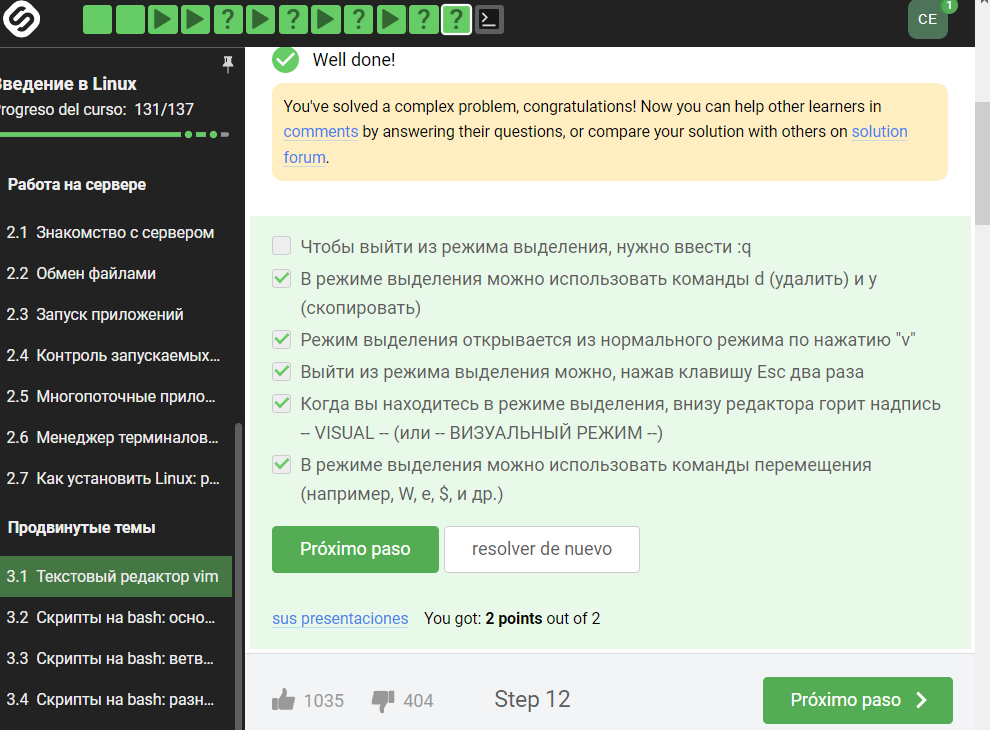 CE
1
ведение в Linux
rogreso del curso: 131/137
Работа на сервере
2.1 Знакомство с сервером
2.2 Обмен файлами
2.3 Запуск приложений
2.4 Контроль запускаемых...
2.5 Многопоточные прило...
2.6 Менеджер терминалов...
2.7 Как установить Linux: р...
Продвинутые темы
3.1 Текстовый редактор vim
3.2 Скрипты на bash: осно...
3.3 Скрипты на bash: ветв...
3.4 Скрипты на bash: разн...
Well done!
You've solved a complex problem, congratulations! Now you can help other learners in
comments by answering their questions, or compare your solution with others on solution
forum.
Чтобы выйти из режима выделения, нужно ввести :q
В режиме выделения можно использовать команды d (удалить) и y
(скопировать)
Режим выделения открывается из нормального режима по нажатию "v"
Выйти из режима выделения можно, нажав клавишу Esc два раза
Когда вы находитесь в режиме выделения, внизу редактора горит надпись
-- VISUAL -- (или -- ВИЗУАЛЬНЫЙ РЕЖИМ --)
В режиме выделения можно использовать команды перемещения
(например, W, e, $, и др.)
Próximo paso
resolver de nuevo
sus presentaciones You got: 2 points out of 2
1035
404
Step 12
Próximo paso